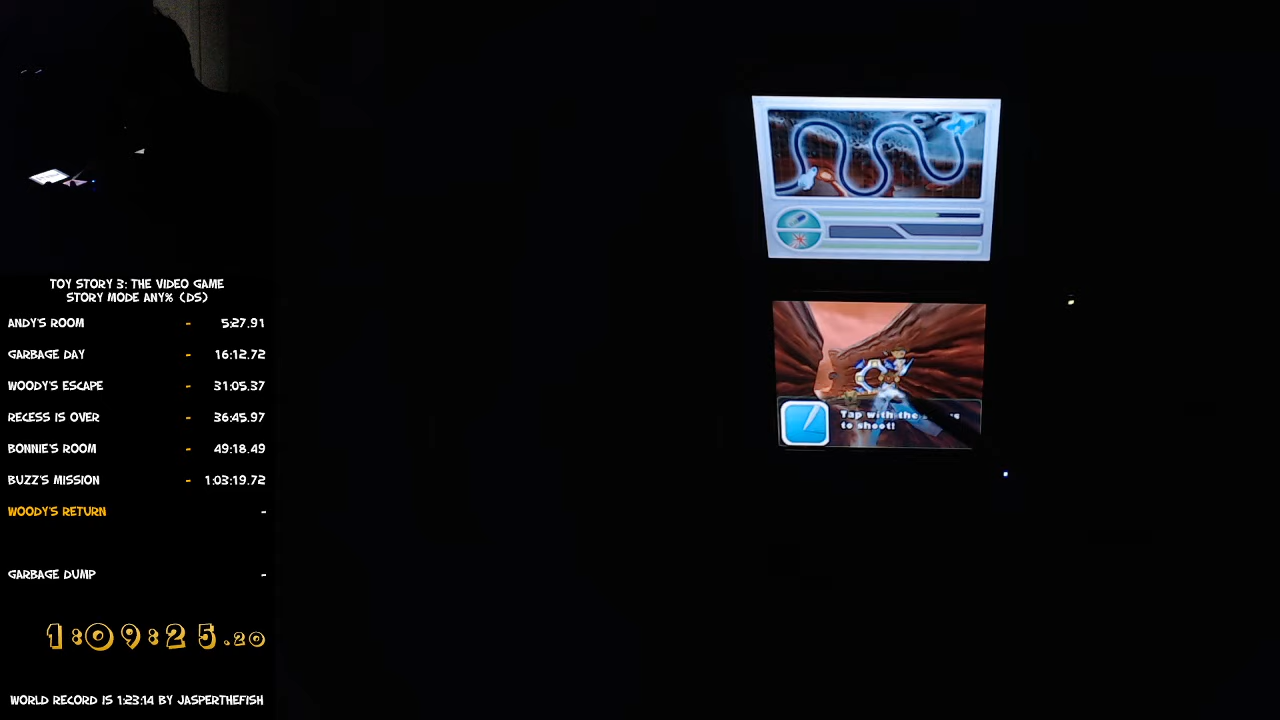 TOY STORY 3: THE VIDEO GAME
STORY MODE ANY% (DS)
ANDY'S ROOM - 5:27.91
GARBAGE DAY - 16:12.72
WOODY'S ESCAPE - 31:05.37
RECESS IS OVER - 36:45.97
BONNIE'S ROOM - 49:18.49
BUZZ'S MISSION - 1:03:19.72
WOODY'S RETURN -
GARBAGE DUMP -
1:09:25.20
WORLD RECORD IS 1:23:14 BY JASPERTHEFISH
Tap with the
to shoot!